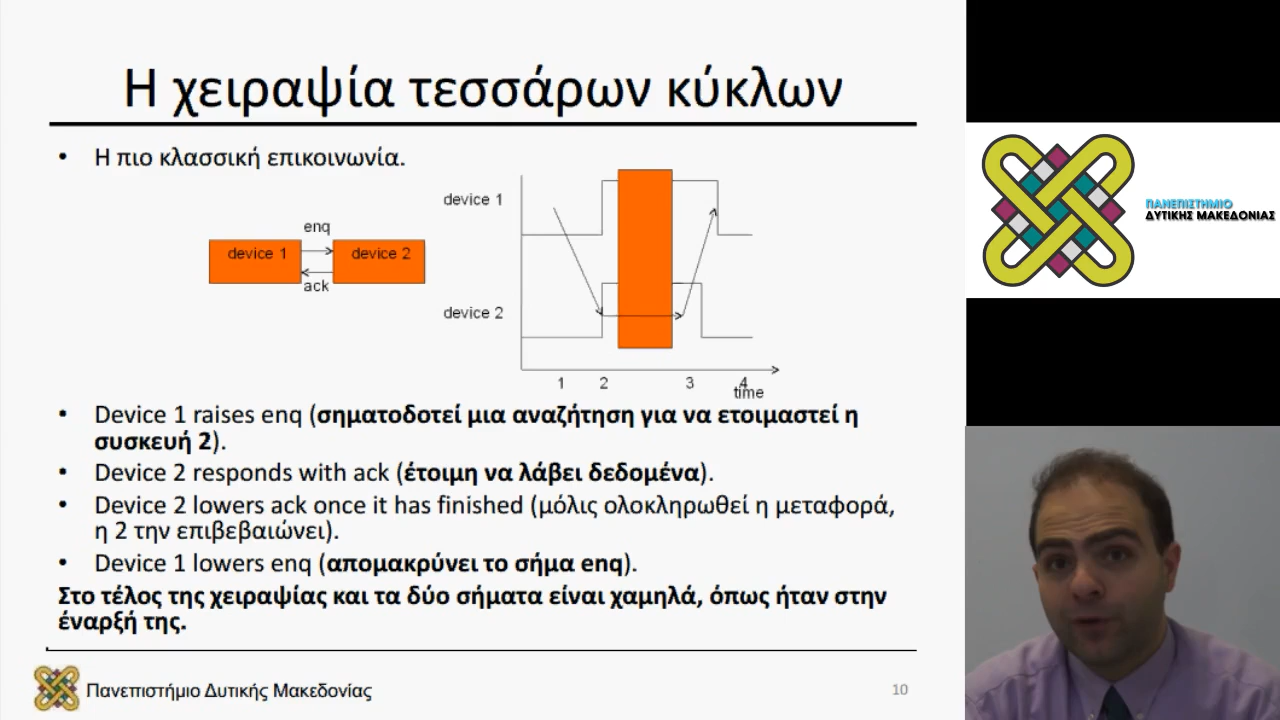 Η χειραψία τεσσάρων κύκλων
• Η πιο κλασσική επικοινωνία.
device 1
enq
device 1
device 2
ack
device 2
1 2 3 4
time
• Device 1 raises enq (σηματοδοτεί μια αναζήτηση για να ετοιμαστεί η
συσκευή 2).
• Device 2 responds with ack (έτοιμη να λάβει δεδομένα).
• Device 2 lowers ack once it has finished (μόλις ολοκληρωθεί η μεταφορά,
η 2 την επιβεβαιώνει).
• Device 1 lowers enq (απομακρύνει το σήμα enq).
Στο τέλος της χειραψίας και τα δύο σήματα είναι χαμηλά, όπως ήταν στην
έναρξή της.
Πανεπιστήμιο Δυτικής Μακεδονίας
10
ΠΑΝΕΠΙΣΤΗΜΙΟ
ΔΥΤΙΚΗΣ ΜΑΚΕΔΟΝΙΑΣ